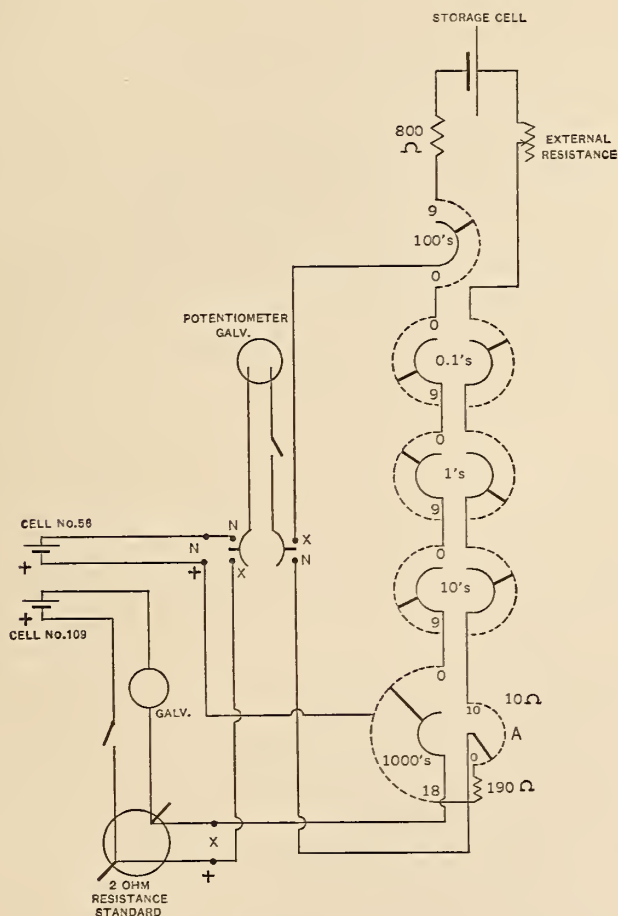 STORAGE CELL
800
Ω
EXTERNAL
RESISTANCE
9
100's
0
POTENTIOMETER
GALV.
0
0.1's
9
0
1's
9
CELL No.56
N
N
X
+
+
X
N
0
10's
9
CELL No.109
+
GALV.
0
1000's
18
10
10Ω
A
0
190 Ω
X
+
2 OHM
RESISTANCE
STANDARD